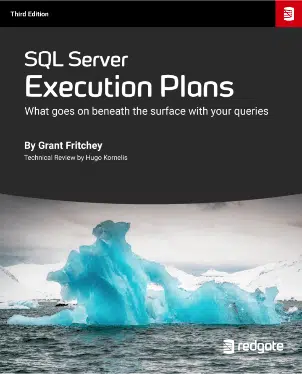 Third Edition
SQL Server
Execution Plans
What goes on beneath the surface with your queries
By Grant Fritchey
Technical Review by Hugo Kornelis
redgate